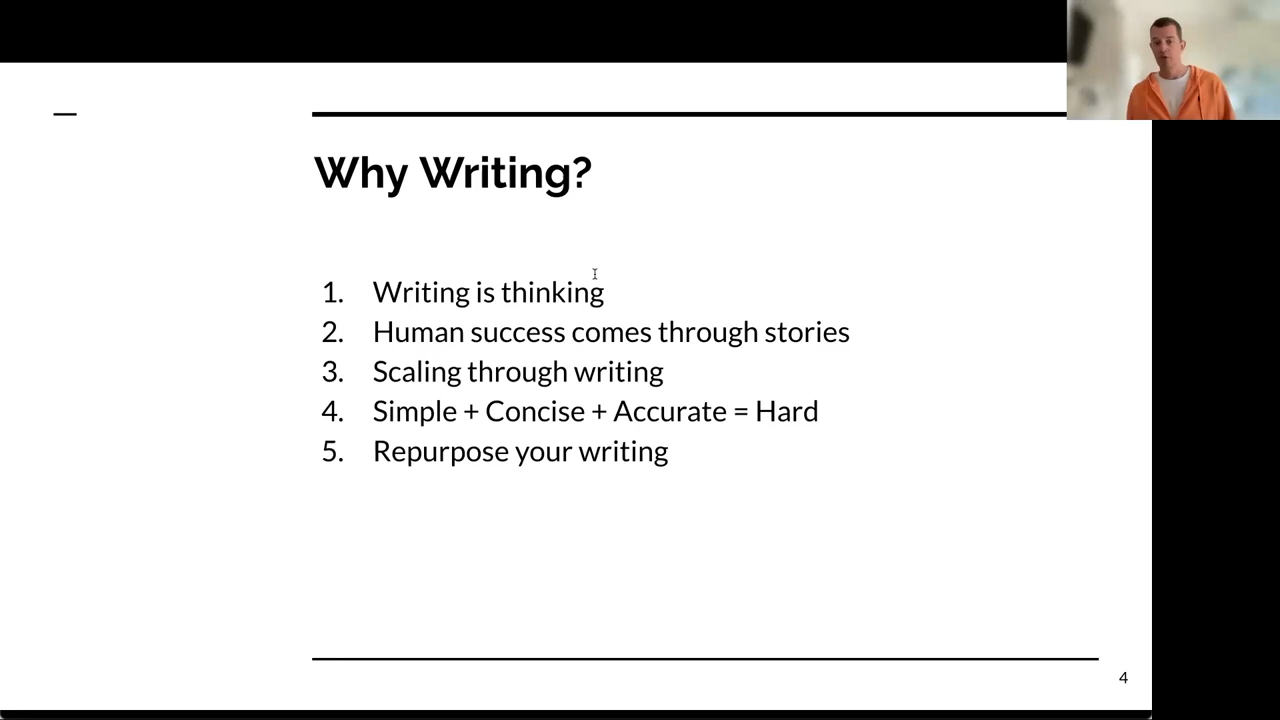 Why Writing?
1. Writing is thinking
2. Human success comes through stories
3. Scaling through writing
4. Simple + Concise + Accurate = Hard
5. Repurpose your writing
4